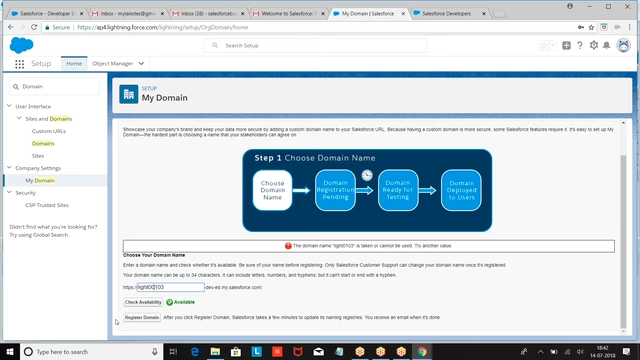 Salesforce - Developer
Inbox - mylanotes@gm
Inbox (38) - salesforcebe
Welcome to Salesforce
My Domain | Salesforce
Salesforce Developers
https://ap4.lightning.force.com/lightning/setup/OrgDomain/home
Search Setup
Setup
Home
Object Manager
Domain
User Interface
Sites and Domains
Custom URLs
Domains
Sites
Company Settings
My Domain
Security
CSP Trusted Sites
Didn't find what you're looking for?
Try using Global Search.
SETUP
My Domain
Showcase your company's brand and keep your data more secure by adding a custom domain name to your Salesforce URL. Because having a custom domain is more secure, some Salesforce features require it. It's easy to set up My
Domain—the hardest part is choosing a name that your stakeholders can agree on.
Step 1 Choose Domain Name
Choose
Domain
Name
Domain
Registration
Pending
Domain
Ready for
Testing
Domain
Deployed
to Users
The domain name "light0103" is taken or cannot be used. Try another value.
Choose Your Domain Name
Enter a domain name and check whether it's available. Be sure of your name before registering. Only Salesforce Customer Support can change your domain name once it's registered.
Your domain name can be up to 34 characters. It can include letters, numbers, and hyphens, but it can't start or end with a hyphen.
https:// light00103 -dev-ed.my.salesforce.com/
Check Availability
Available
Register Domain
After you click Register Domain, Salesforce takes a few minutes to update its naming registries. You receive an email when it's done.
Type here to search
18:42
14-07-2018